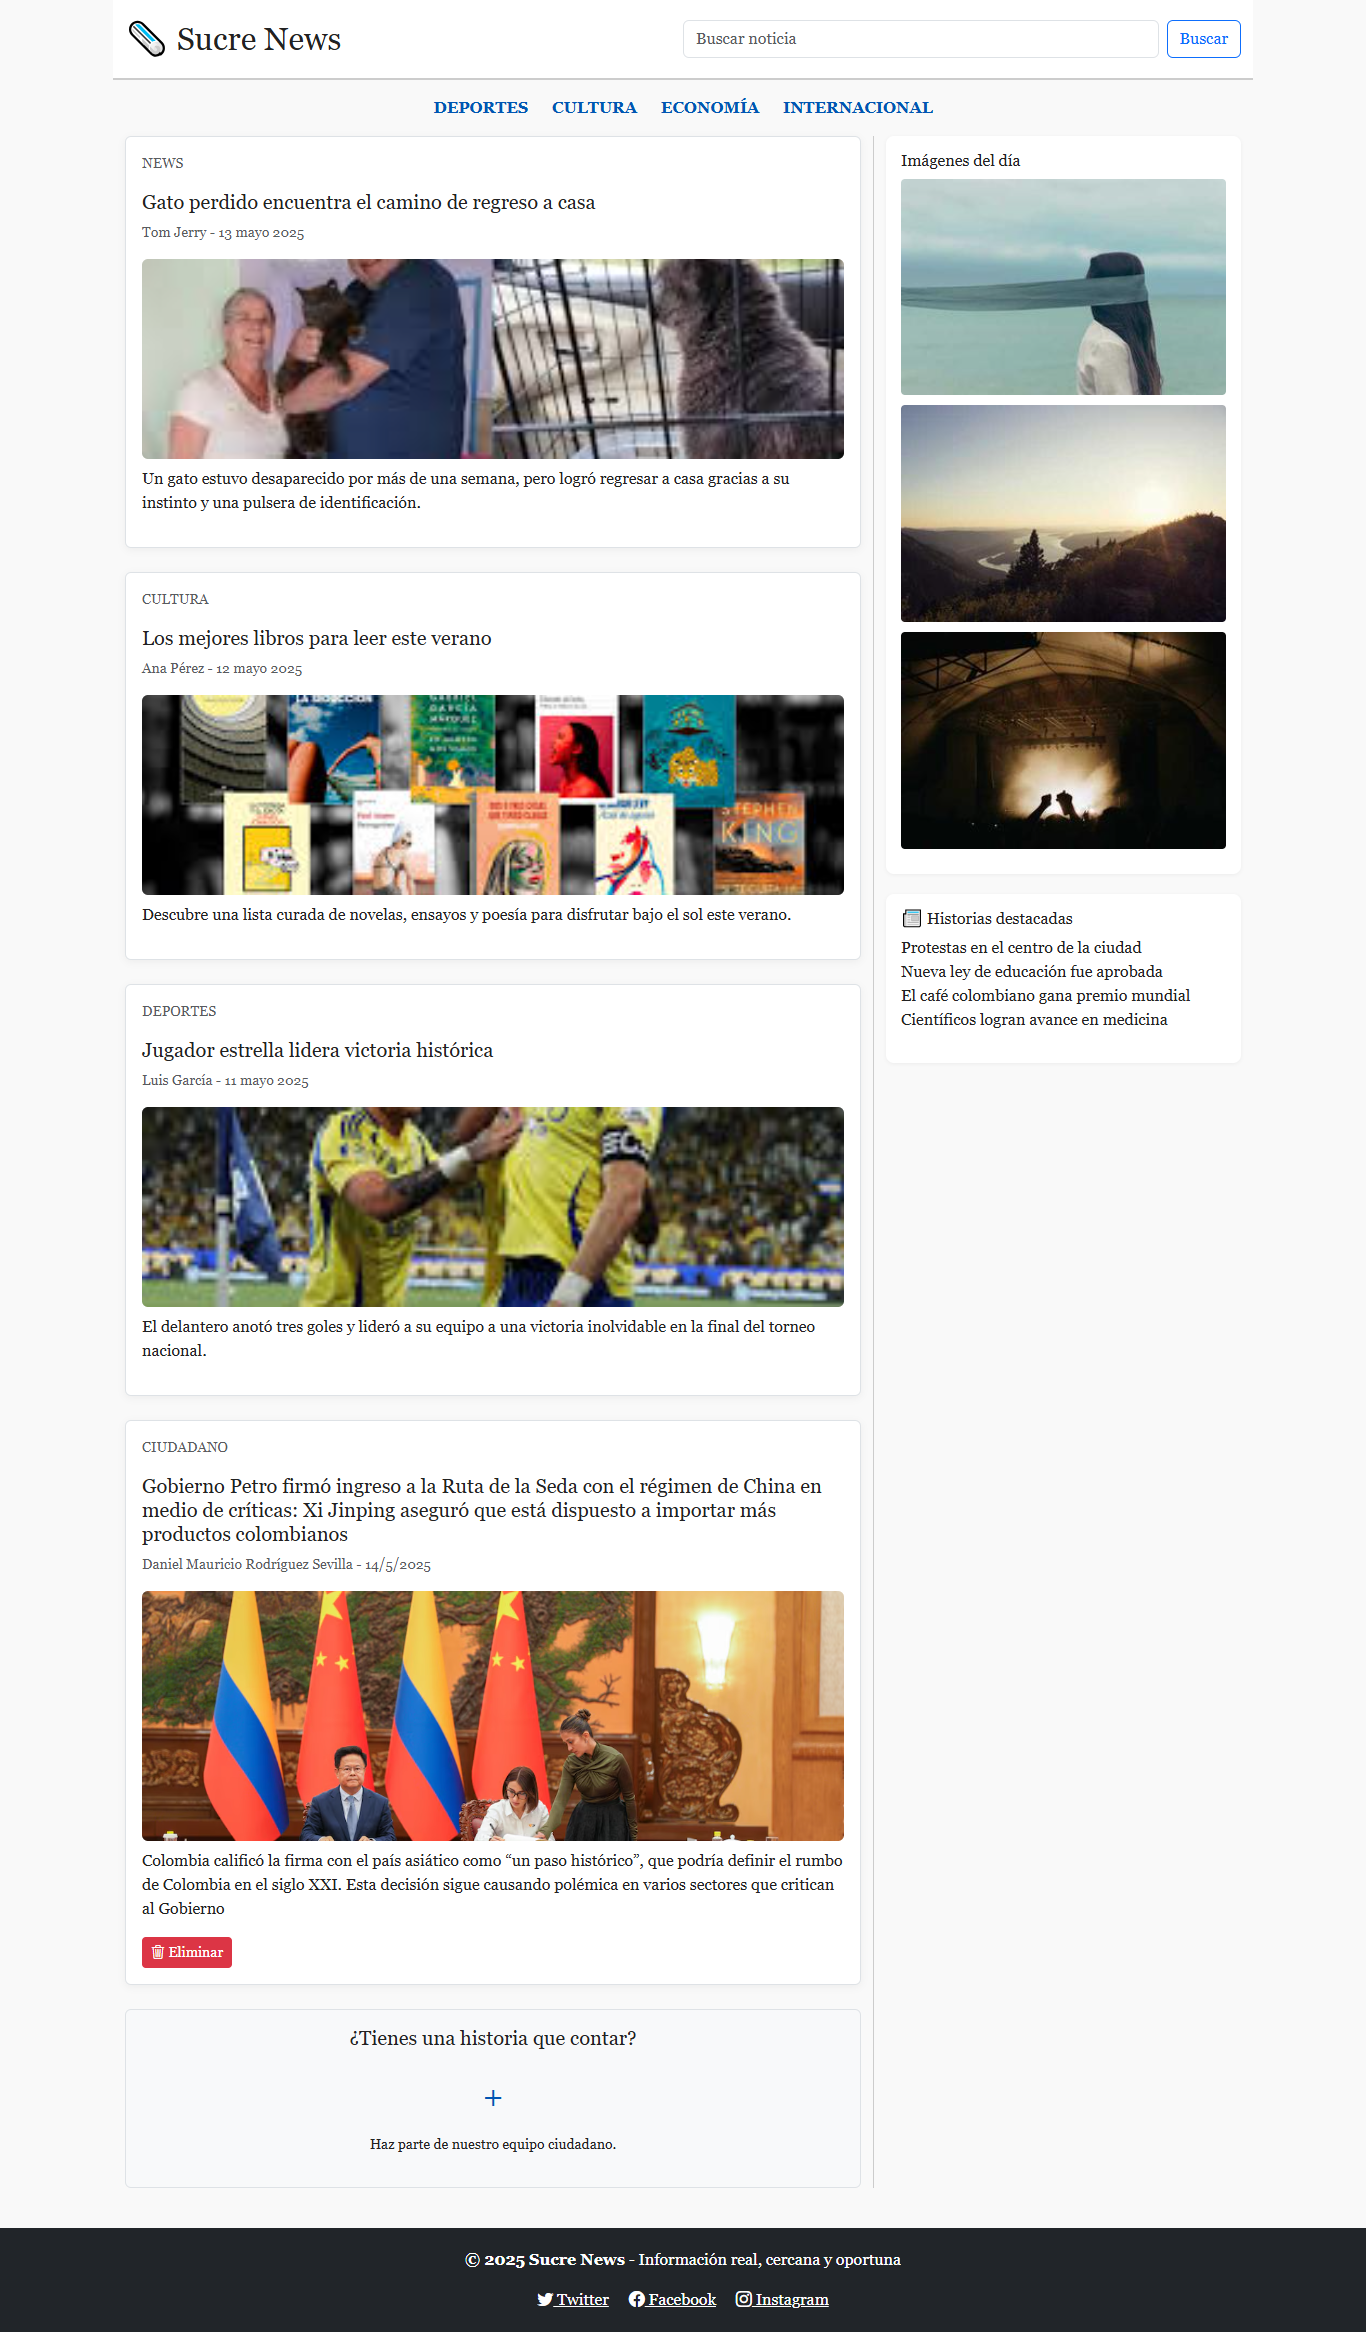 Sucre News
Buscar noticia
Buscar
DEPORTES CULTURA ECONOMÍA INTERNACIONAL
NEWS
Gato perdido encuentra el camino de regreso a casa
Tom Jerry - 13 mayo 2025
Un gato estuvo desaparecido por más de una semana, pero logró regresar a casa gracias a su
instinto y una pulsera de identificación.
CULTURA
Los mejores libros para leer este verano
Ana Pérez - 12 mayo 2025
GARCÍA
MÁRQUEZ
STEPHEN
KING
Descubre una lista curada de novelas, ensayos y poesía para disfrutar bajo el sol este verano.
DEPORTES
Jugador estrella lidera victoria histórica
Luis García - 11 mayo 2025
El delantero anotó tres goles y lideró a su equipo a una victoria inolvidable en la final del torneo
nacional.
CIUDADANO
Gobierno Petro firmó ingreso a la Ruta de la Seda con el régimen de China en
medio de críticas: Xi Jinping aseguró que está dispuesto a importar más
productos colombianos
Daniel Mauricio Rodríguez Sevilla - 14/5/2025
Colombia calificó la firma con el país asiático como “un paso histórico”, que podría definir el rumbo
de Colombia en el siglo XXI. Esta decisión sigue causando polémica en varios sectores que critican
al Gobierno
Eliminar
¿Tienes una historia que contar?
+
Haz parte de nuestro equipo ciudadano.
Imágenes del día
Historias destacadas
Protestas en el centro de la ciudad
Nueva ley de educación fue aprobada
El café colombiano gana premio mundial
Científicos logran avance en medicina
© 2025 Sucre News - Información real, cercana y oportuna
Twitter Facebook Instagram